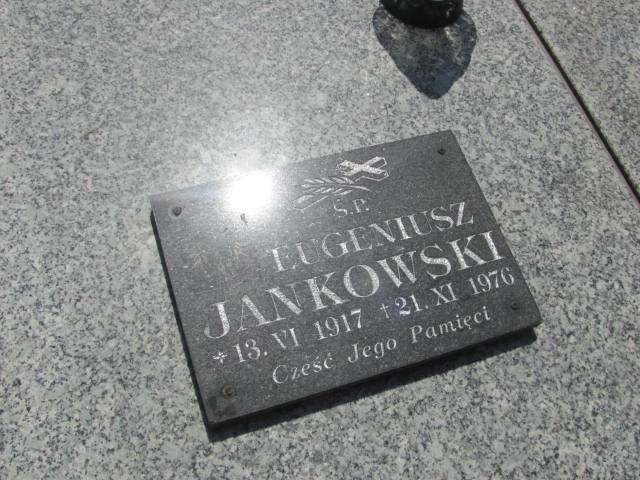 Ś.P.
EUGENIUSZ
JANKOWSKI
* 13. VI 1917 † 21. XI 1976
Cześć Jego Pamięci